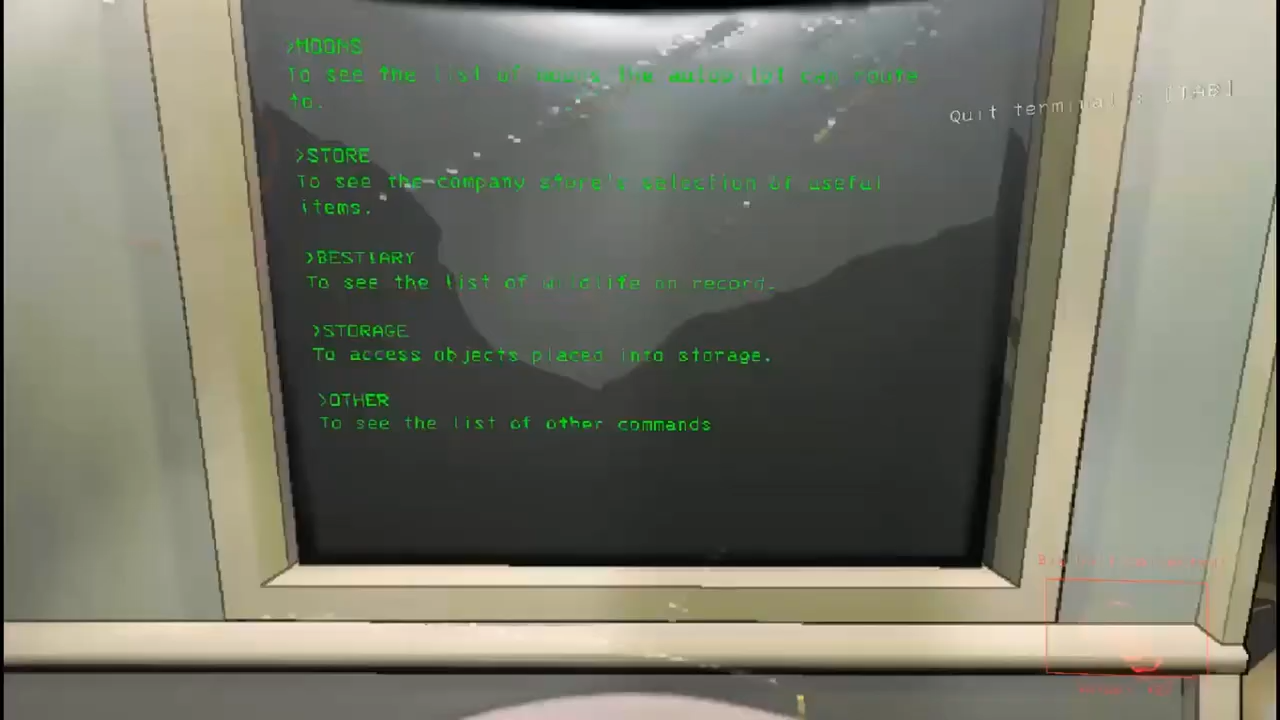 >MOONS
To see the list of moons the autopilot can route
to.
>STORE
To see the company store's selection of useful
items.
>BESTIARY
To see the list of wildlife on record.
>STORAGE
To access objects placed into storage.
>OTHER
To see the list of other commands
Quit terminal : [TAB]